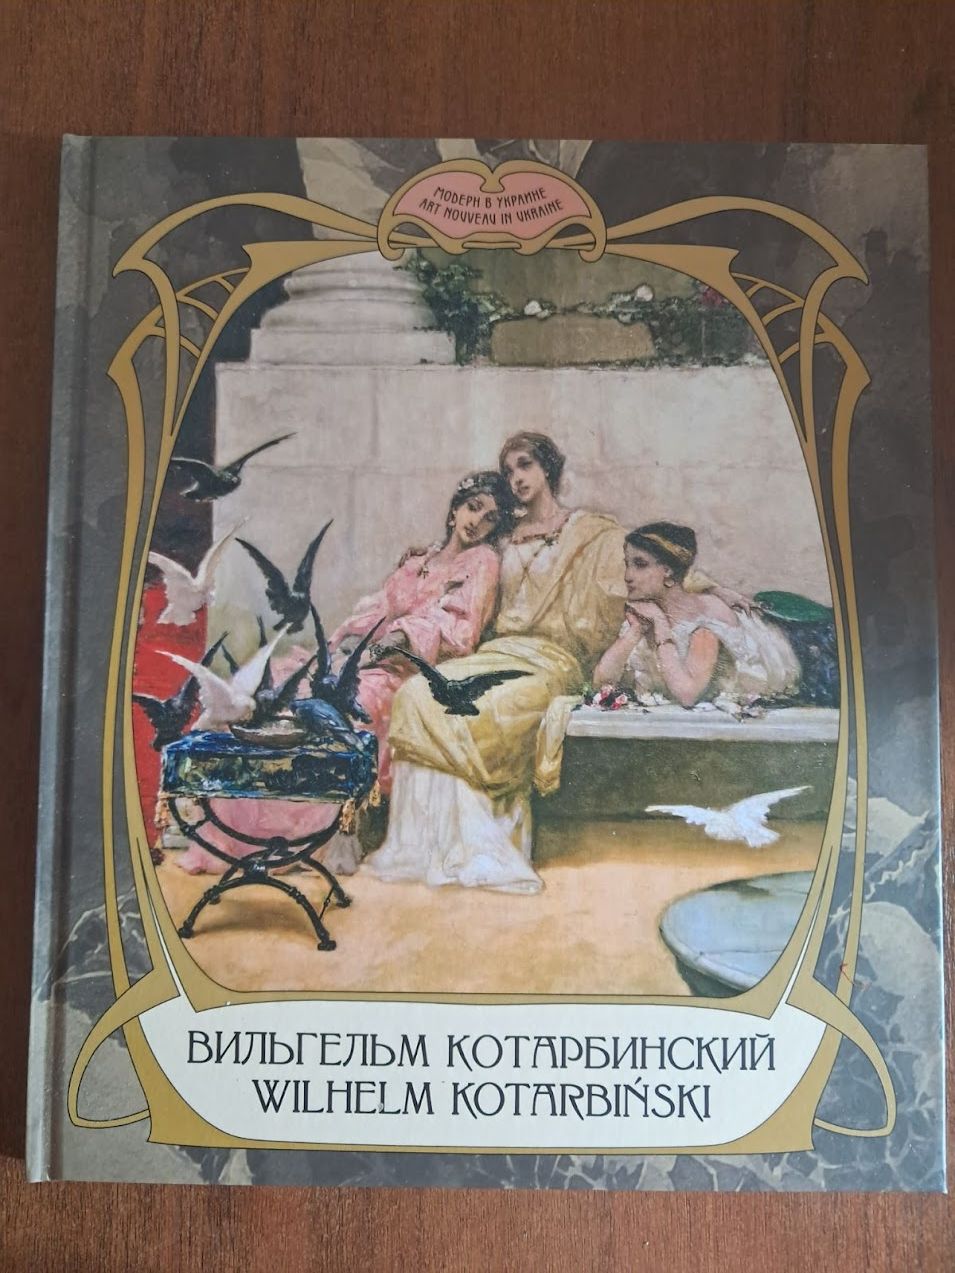 МОДЕРН В УКРАИНЕ
ART NOUVEAU IN UKRAINE
ВИЛЬГЕЛЬМ КОТАРБИНСКИЙ
WILHELM KOTARBIŃSKI